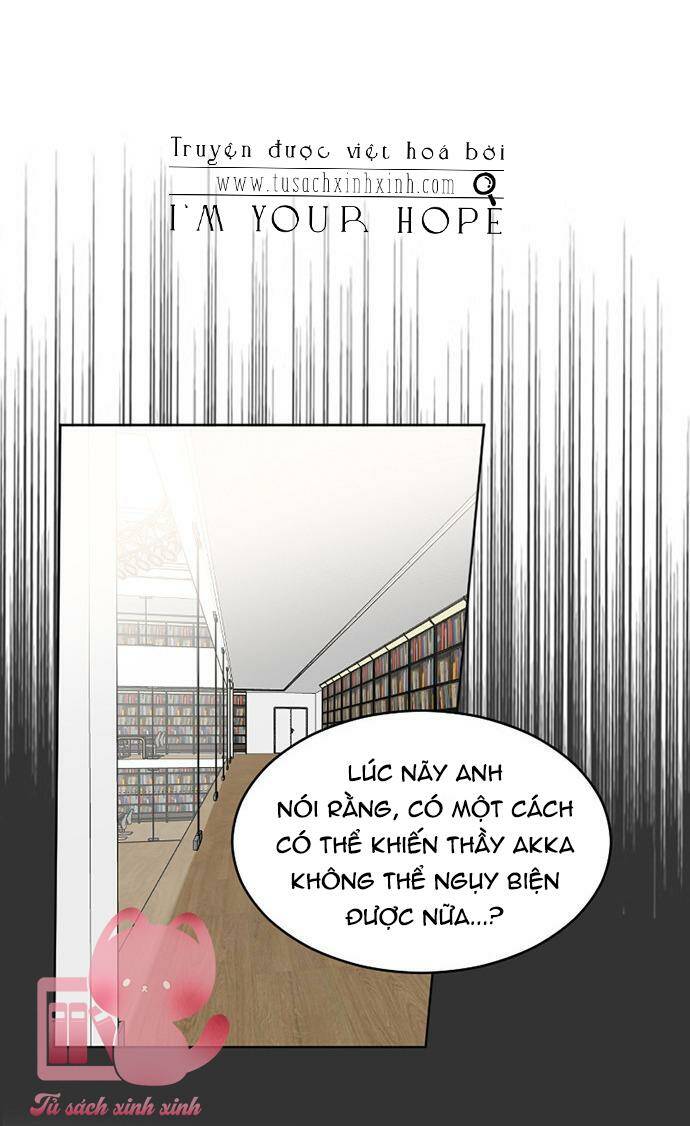 Truyện được việt hoá bởi
www.tusachxinhxinh.com
I'M YOUR HOPE
LÚC NÃY ANH
NÓI RẰNG, CÓ MỘT CÁCH
CÓ THỂ KHIẾN THẦY AKKA
KHÔNG THỂ NGỤY BIỆN
ĐƯỢC NỮA...?
Tủ sách xinh xinh